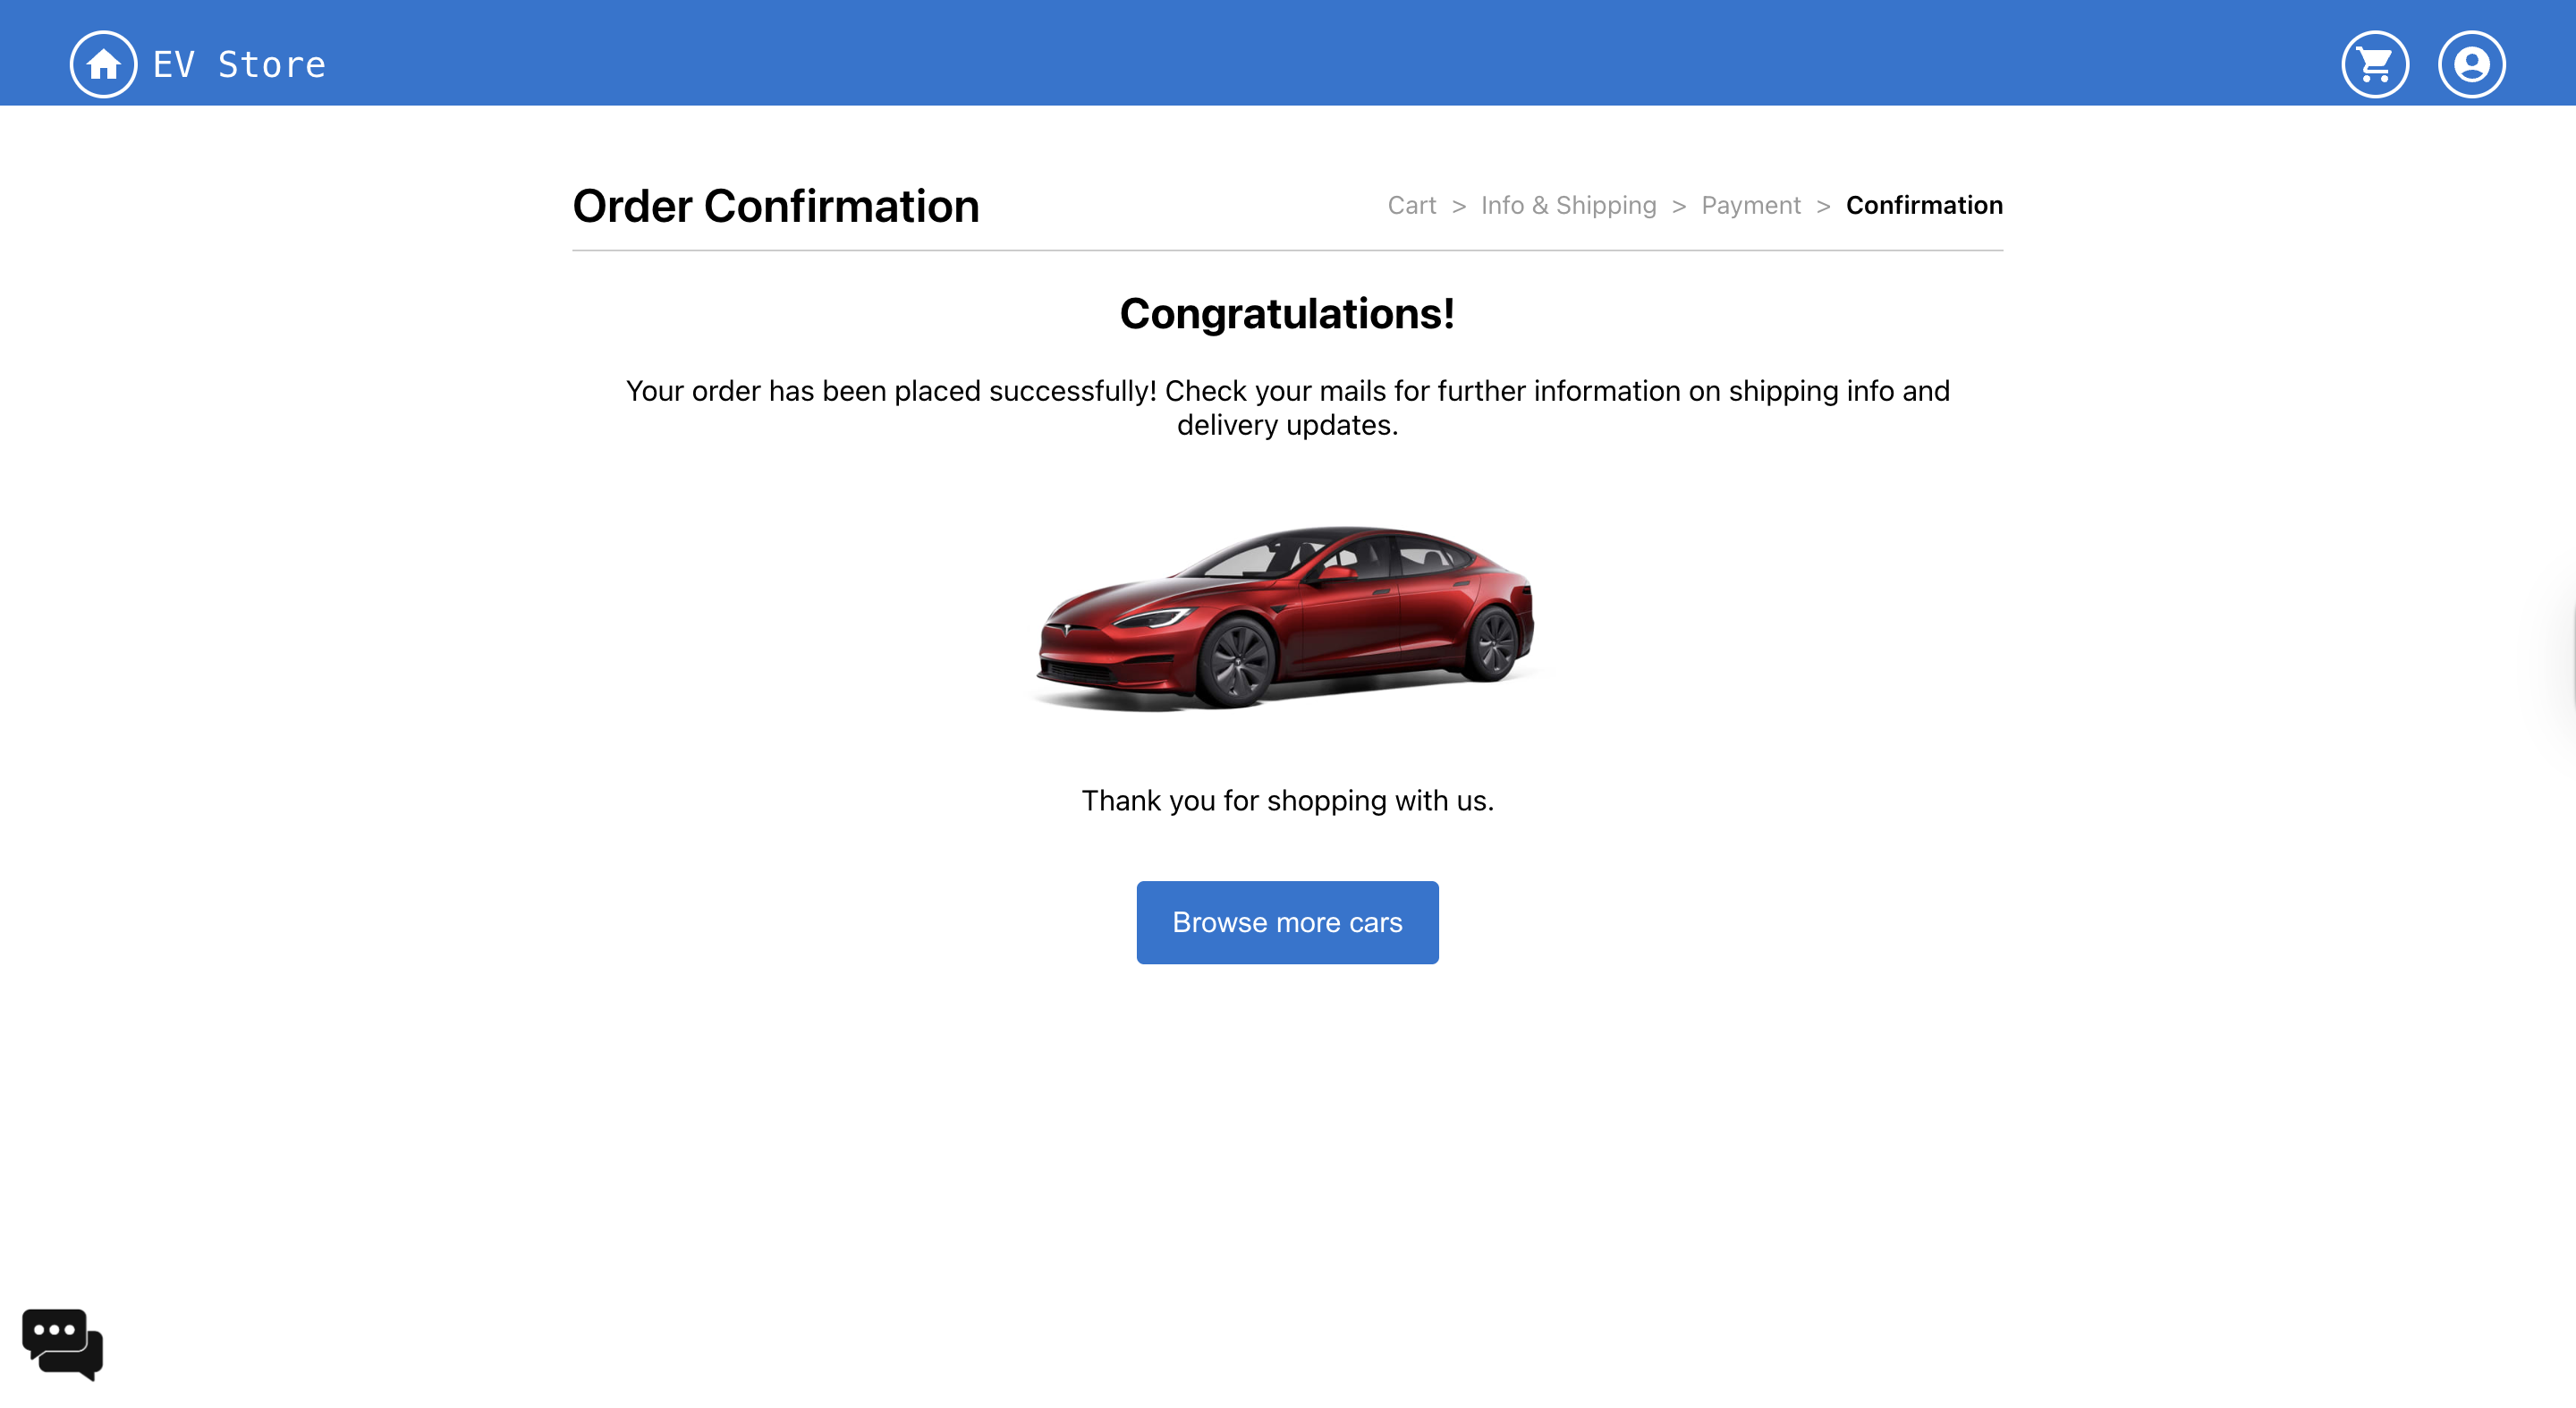 EV Store
Order Confirmation
Cart > Info & Shipping > Payment > Confirmation
Congratulations!
Your order has been placed successfully! Check your mails for further information on shipping info and
delivery updates.
Thank you for shopping with us.
Browse more cars